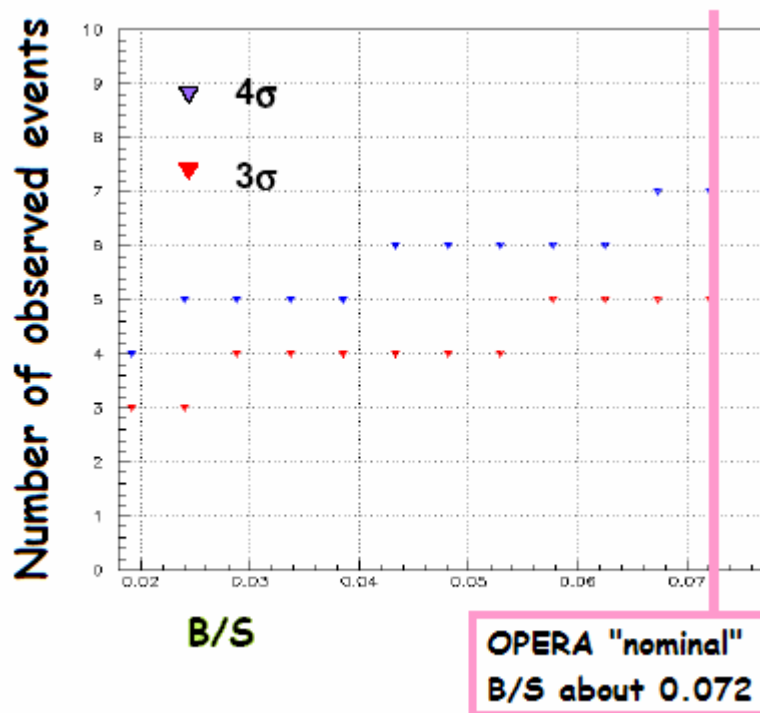 Number of observed events
10
9
8
7
6
5
4
3
2
1
0
4σ
3σ
0.02 0.03 0.04 0.05 0.06 0.07
B/S
OPERA "nominal"
B/S about 0.072